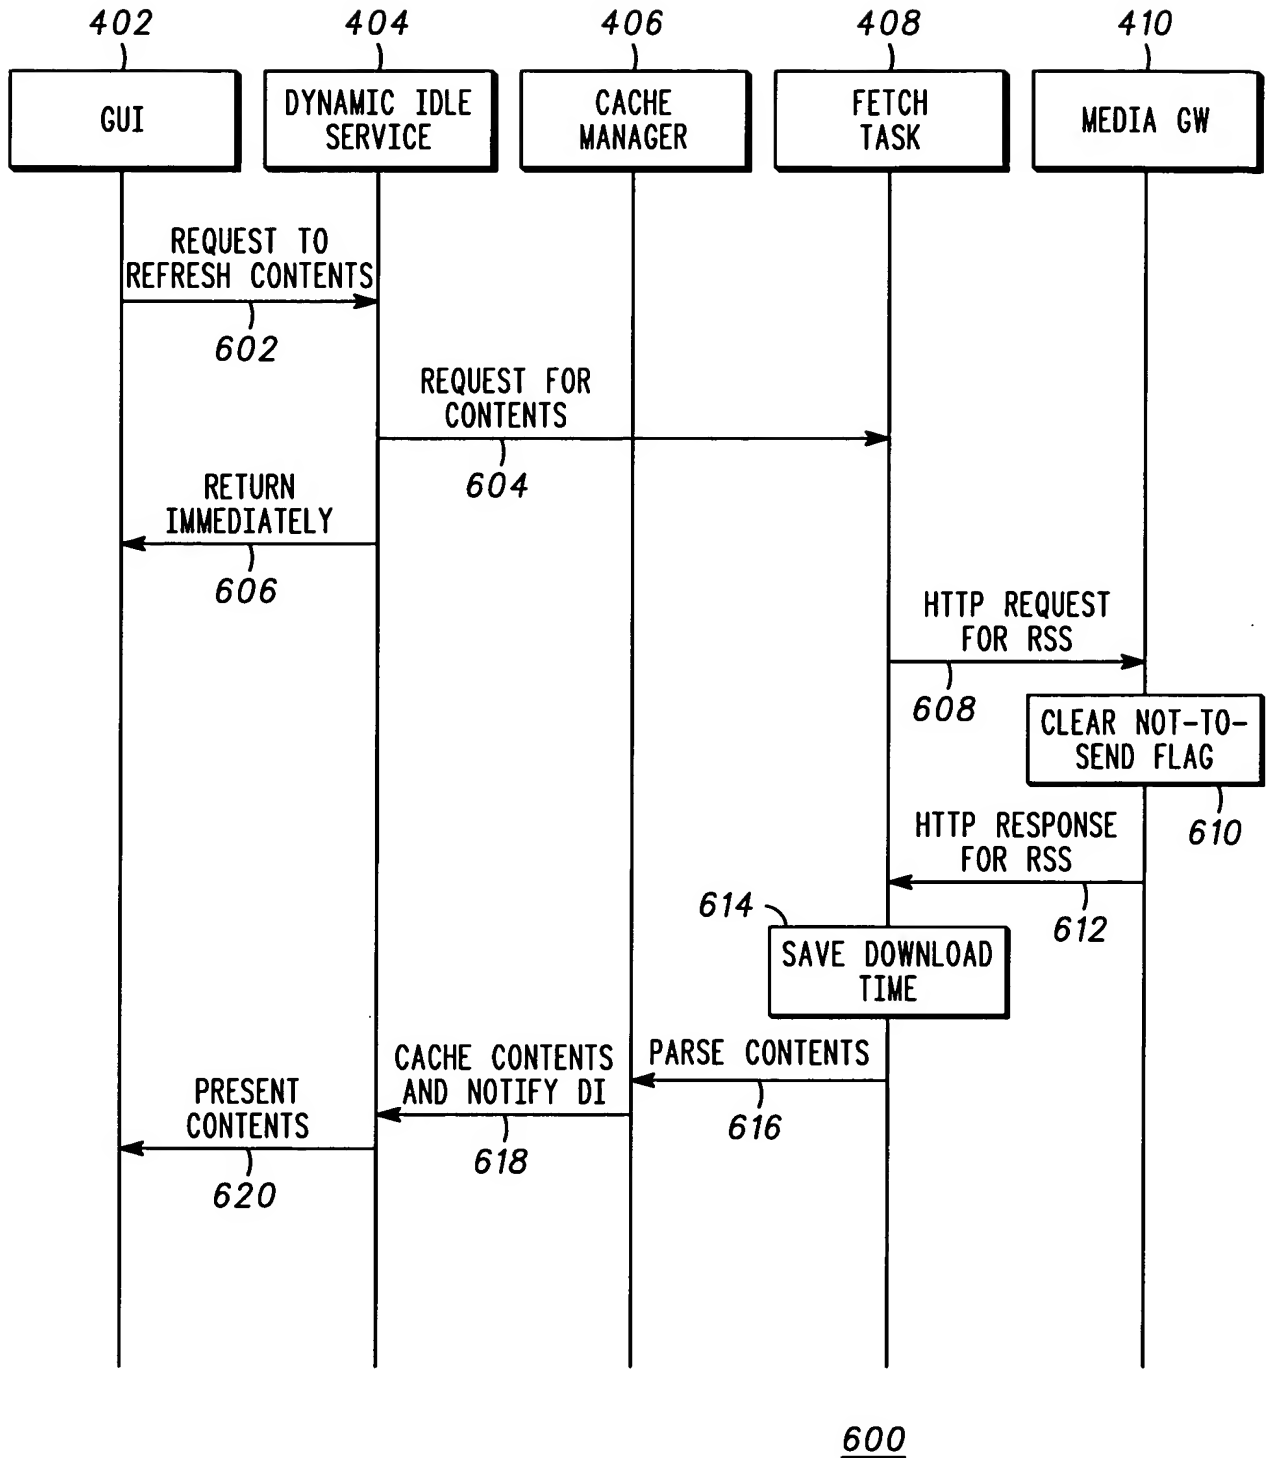 402
404
406
408
410
GUI
DYNAMIC IDLE
SERVICE
CACHE
MANAGER
FETCH
TASK
MEDIA GW
REQUEST TO
REFRESH CONTENTS
602
REQUEST FOR
CONTENTS
604
RETURN
IMMEDIATELY
606
HTTP REQUEST
FOR RSS
608
CLEAR NOT-TO-
SEND FLAG
610
HTTP RESPONSE
FOR RSS
612
614
SAVE DOWNLOAD
TIME
PARSE CONTENTS
616
CACHE CONTENTS
AND NOTIFY DI
618
PRESENT
CONTENTS
620
600